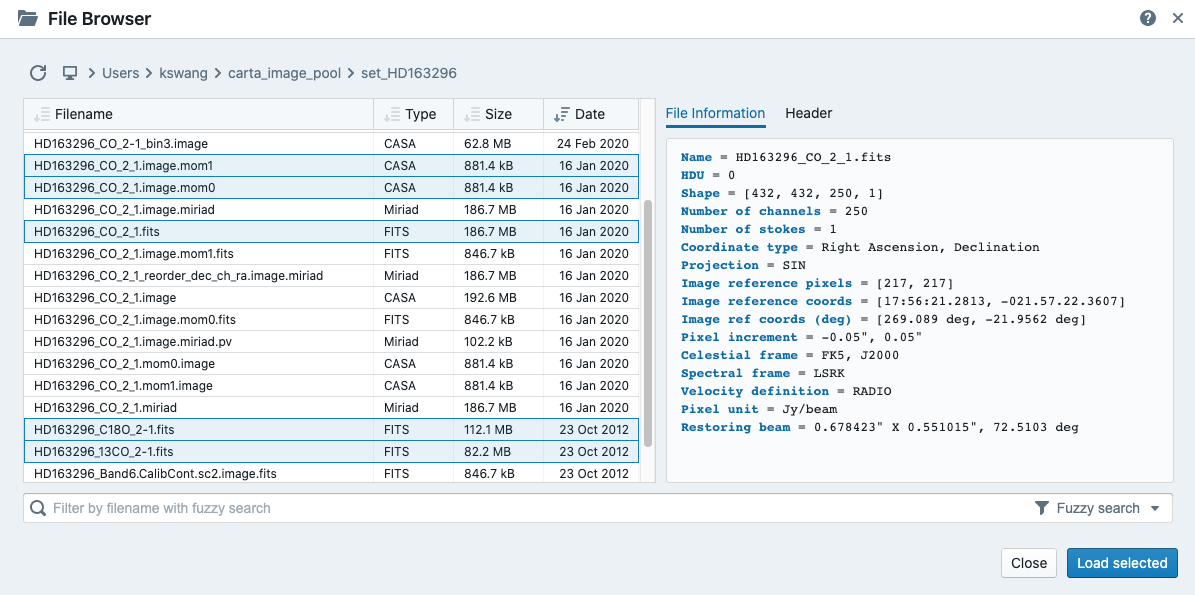 File Browser
Users kswang carta_image_pool set_HD163296
Filename Type Size Date
HD163296_CO_2-1_bin3.image CASA 62.8 MB 24 Feb 2020
HD163296_CO_2_1.image.mom1 CASA 881.4 kB 16 Jan 2020
HD163296_CO_2_1.image.mom0 CASA 881.4 kB 16 Jan 2020
HD163296_CO_2_1.image.miriad Miriad 186.7 MB 16 Jan 2020
HD163296_CO_2_1.fits FITS 186.7 MB 16 Jan 2020
HD163296_CO_2_1.image.mom1.fits FITS 846.7 kB 16 Jan 2020
HD163296_CO_2_1_reorder_dec_ch_ra.image.miriad Miriad 186.7 MB 16 Jan 2020
HD163296_CO_2_1.image CASA 192.6 MB 16 Jan 2020
HD163296_CO_2_1.image.mom0.fits FITS 846.7 kB 16 Jan 2020
HD163296_CO_2_1.image.miriad.pv Miriad 102.2 kB 16 Jan 2020
HD163296_CO_2_1.mom0.image CASA 881.4 kB 16 Jan 2020
HD163296_CO_2_1.mom1.image CASA 881.4 kB 16 Jan 2020
HD163296_CO_2_1.miriad Miriad 186.7 MB 16 Jan 2020
HD163296_C18O_2-1.fits FITS 112.1 MB 23 Oct 2012
HD163296_13CO_2-1.fits FITS 82.2 MB 23 Oct 2012
HD163296_Band6.CalibCont.sc2.image.fits FITS 846.7 kB 23 Oct 2012
File Information Header
Name = HD163296_CO_2_1.fits
HDU = 0
Shape = [432, 432, 250, 1]
Number of channels = 250
Number of stokes = 1
Coordinate type = Right Ascension, Declination
Projection = SIN
Image reference pixels = [217, 217]
Image reference coords = [17:56:21.2813, -021.57.22.3607]
Image ref coords (deg) = [269.089 deg, -21.9562 deg]
Pixel increment = -0.05", 0.05"
Celestial frame = FK5, J2000
Spectral frame = LSRK
Velocity definition = RADIO
Pixel unit = Jy/beam
Restoring beam = 0.678423" X 0.551015", 72.5103 deg
Filter by filename with fuzzy search Fuzzy search
Close Load selected